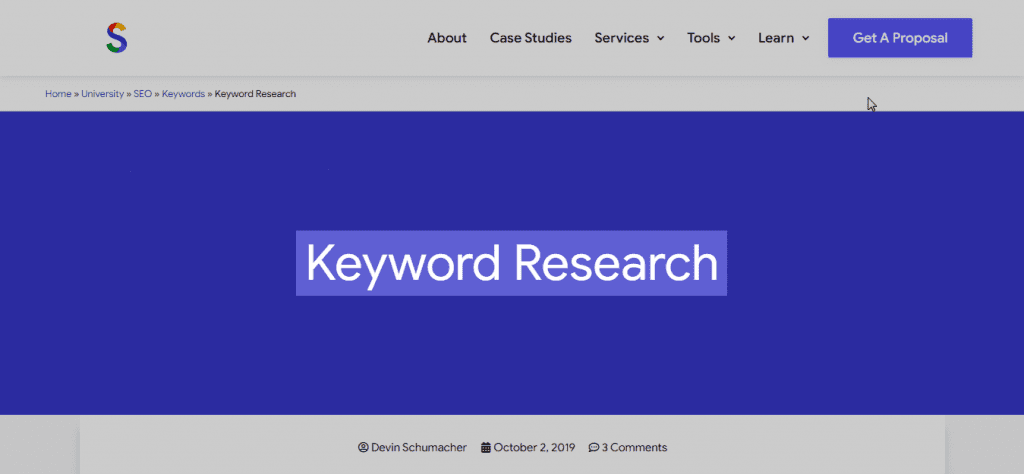 S About Case Studies Services Tools Learn Get A Proposal
Home » University » SEO » Keywords » Keyword Research
Keyword Research
Devin Schumacher October 2, 2019 3 Comments